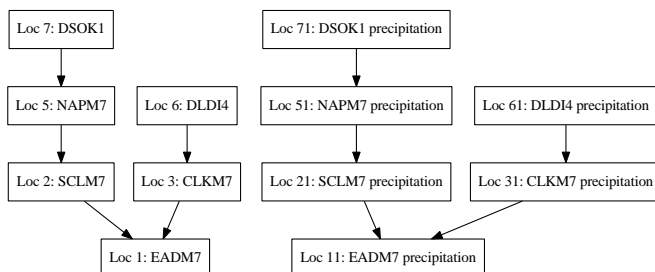 Loc 7: DSOK1
Loc 71: DSOK1 precipitation
Loc 5: NAPM7
Loc 6: DLDI4
Loc 51: NAPM7 precipitation
Loc 61: DLDI4 precipitation
Loc 2: SCLM7
Loc 3: CLKM7
Loc 21: SCLM7 precipitation
Loc 31: CLKM7 precipitation
Loc 1: EADM7
Loc 11: EADM7 precipitation